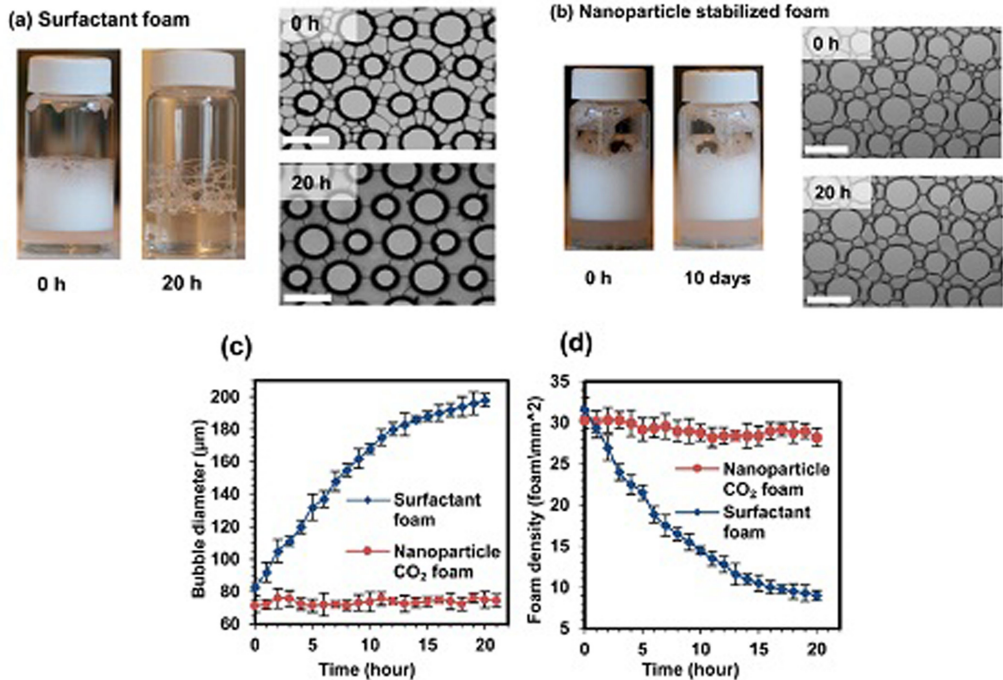 (a) Surfactant foam
0 h
20 h
0 h
20 h
(b) Nanoparticle stabilized foam
0 h
10 days
0 h
20 h
(c)
Bubble diameter (µm)
200
180
160
140
120
100
80
60
Surfactant
foam
Nanoparticle
CO₂ foam
0
5
10
15
20
Time (hour)
(d)
Foam density (foam\mm^2)
35
30
25
20
15
10
5
Nanoparticle
CO₂ foam
Surfactant
foam
0
5
10
15
20
Time (hour)